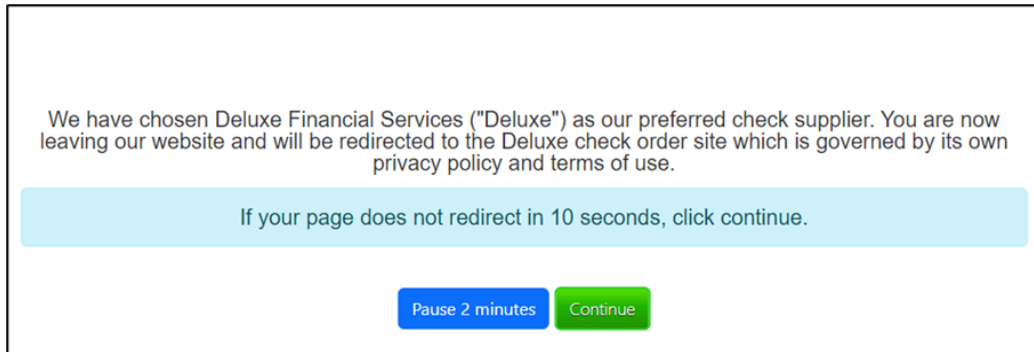 We have chosen Deluxe Financial Services ("Deluxe") as our preferred check supplier. You are now
leaving our website and will be redirected to the Deluxe check order site which is governed by its own
privacy policy and terms of use.
If your page does not redirect in 10 seconds, click continue.
Pause 2 minutes Continue